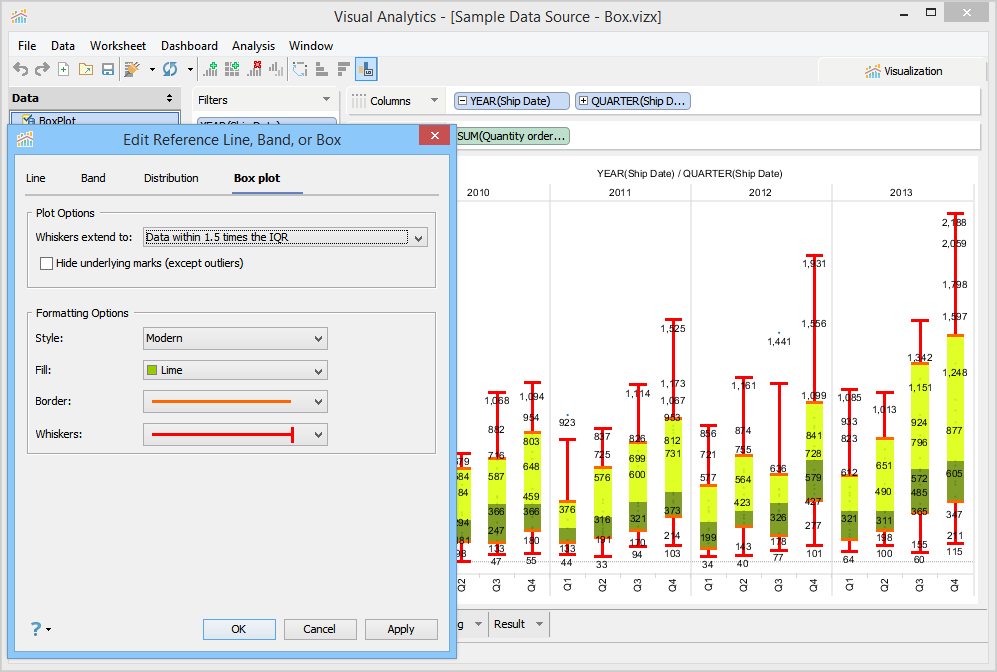 Visual Analytics - [Sample Data Source - Box.vizx]
File Data Worksheet Dashboard Analysis Window
Visualization
Data
Filters
Columns
YEAR(Ship Date)
QUARTER(Ship D...
BoxPlot
YEAR(Ship Date)
SUM(Quantity order...
Edit Reference Line, Band, or Box
Line Band Distribution Box plot
Plot Options
Whiskers extend to: Data within 1.5 times the IQR
Hide underlying marks (except outliers)
Formatting Options
Style: Modern
Fill: Lime
Border:
Whiskers:
? OK Cancel Apply
YEAR(Ship Date) / QUARTER(Ship Date)
2010 2011 2012 2013
2,188
2,059
1,931
1,798
1,597
1,525 1,556
1,441
1,342
1,248
1,173 1,161 1,151
1,068 1,094 1,114 1,067 1,099 1,085 1,013
882 954 923 837 826 953 856 874 933 924
716 803 725 699 812 721 755 841 823 796 877
587 648 576 600 731 577 564 636 728 612 651 572 605
459 423 579 490 485
366 366 376 316 321 373 199 326 427 321 311 365 347
247 180 191 170 214 143 178 277 198 155 211
133 133
47 55 44 33 94 103 34 40 77 101 64 100 60 115
Q2 Q3 Q4 Q1 Q2 Q3 Q4 Q1 Q2 Q3 Q4 Q1 Q2 Q3 Q4
Result